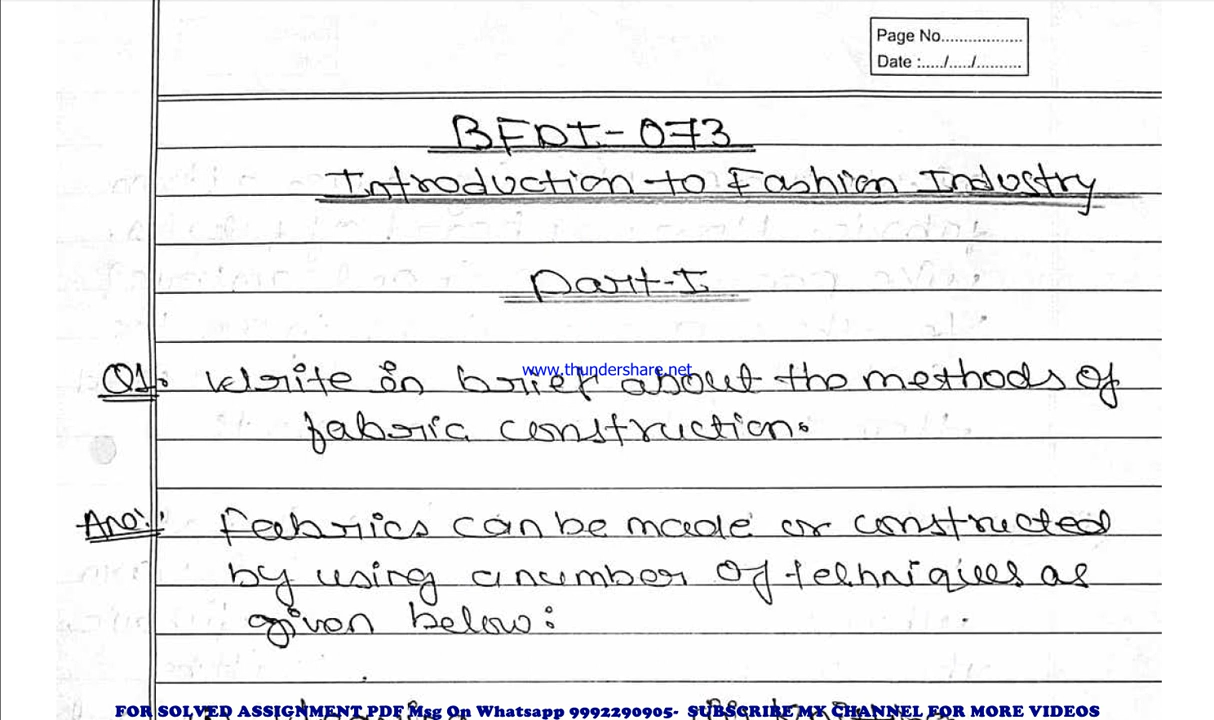 Page No..................
Date :...../...../..........
BFDI-073
Introduction to Fashion Industry
Part-I
Q1. Write in brief about the methods of
www.thundershare.net
fabric construction.
Ans: Fabrics can be made or constructed
by using a number of tehniques as
given below:
FOR SOLVED ASSIGNMENT PDF Msg On Whatsapp 9992290905- SUBSCRIBE MY CHANNEL FOR MORE VIDEOS